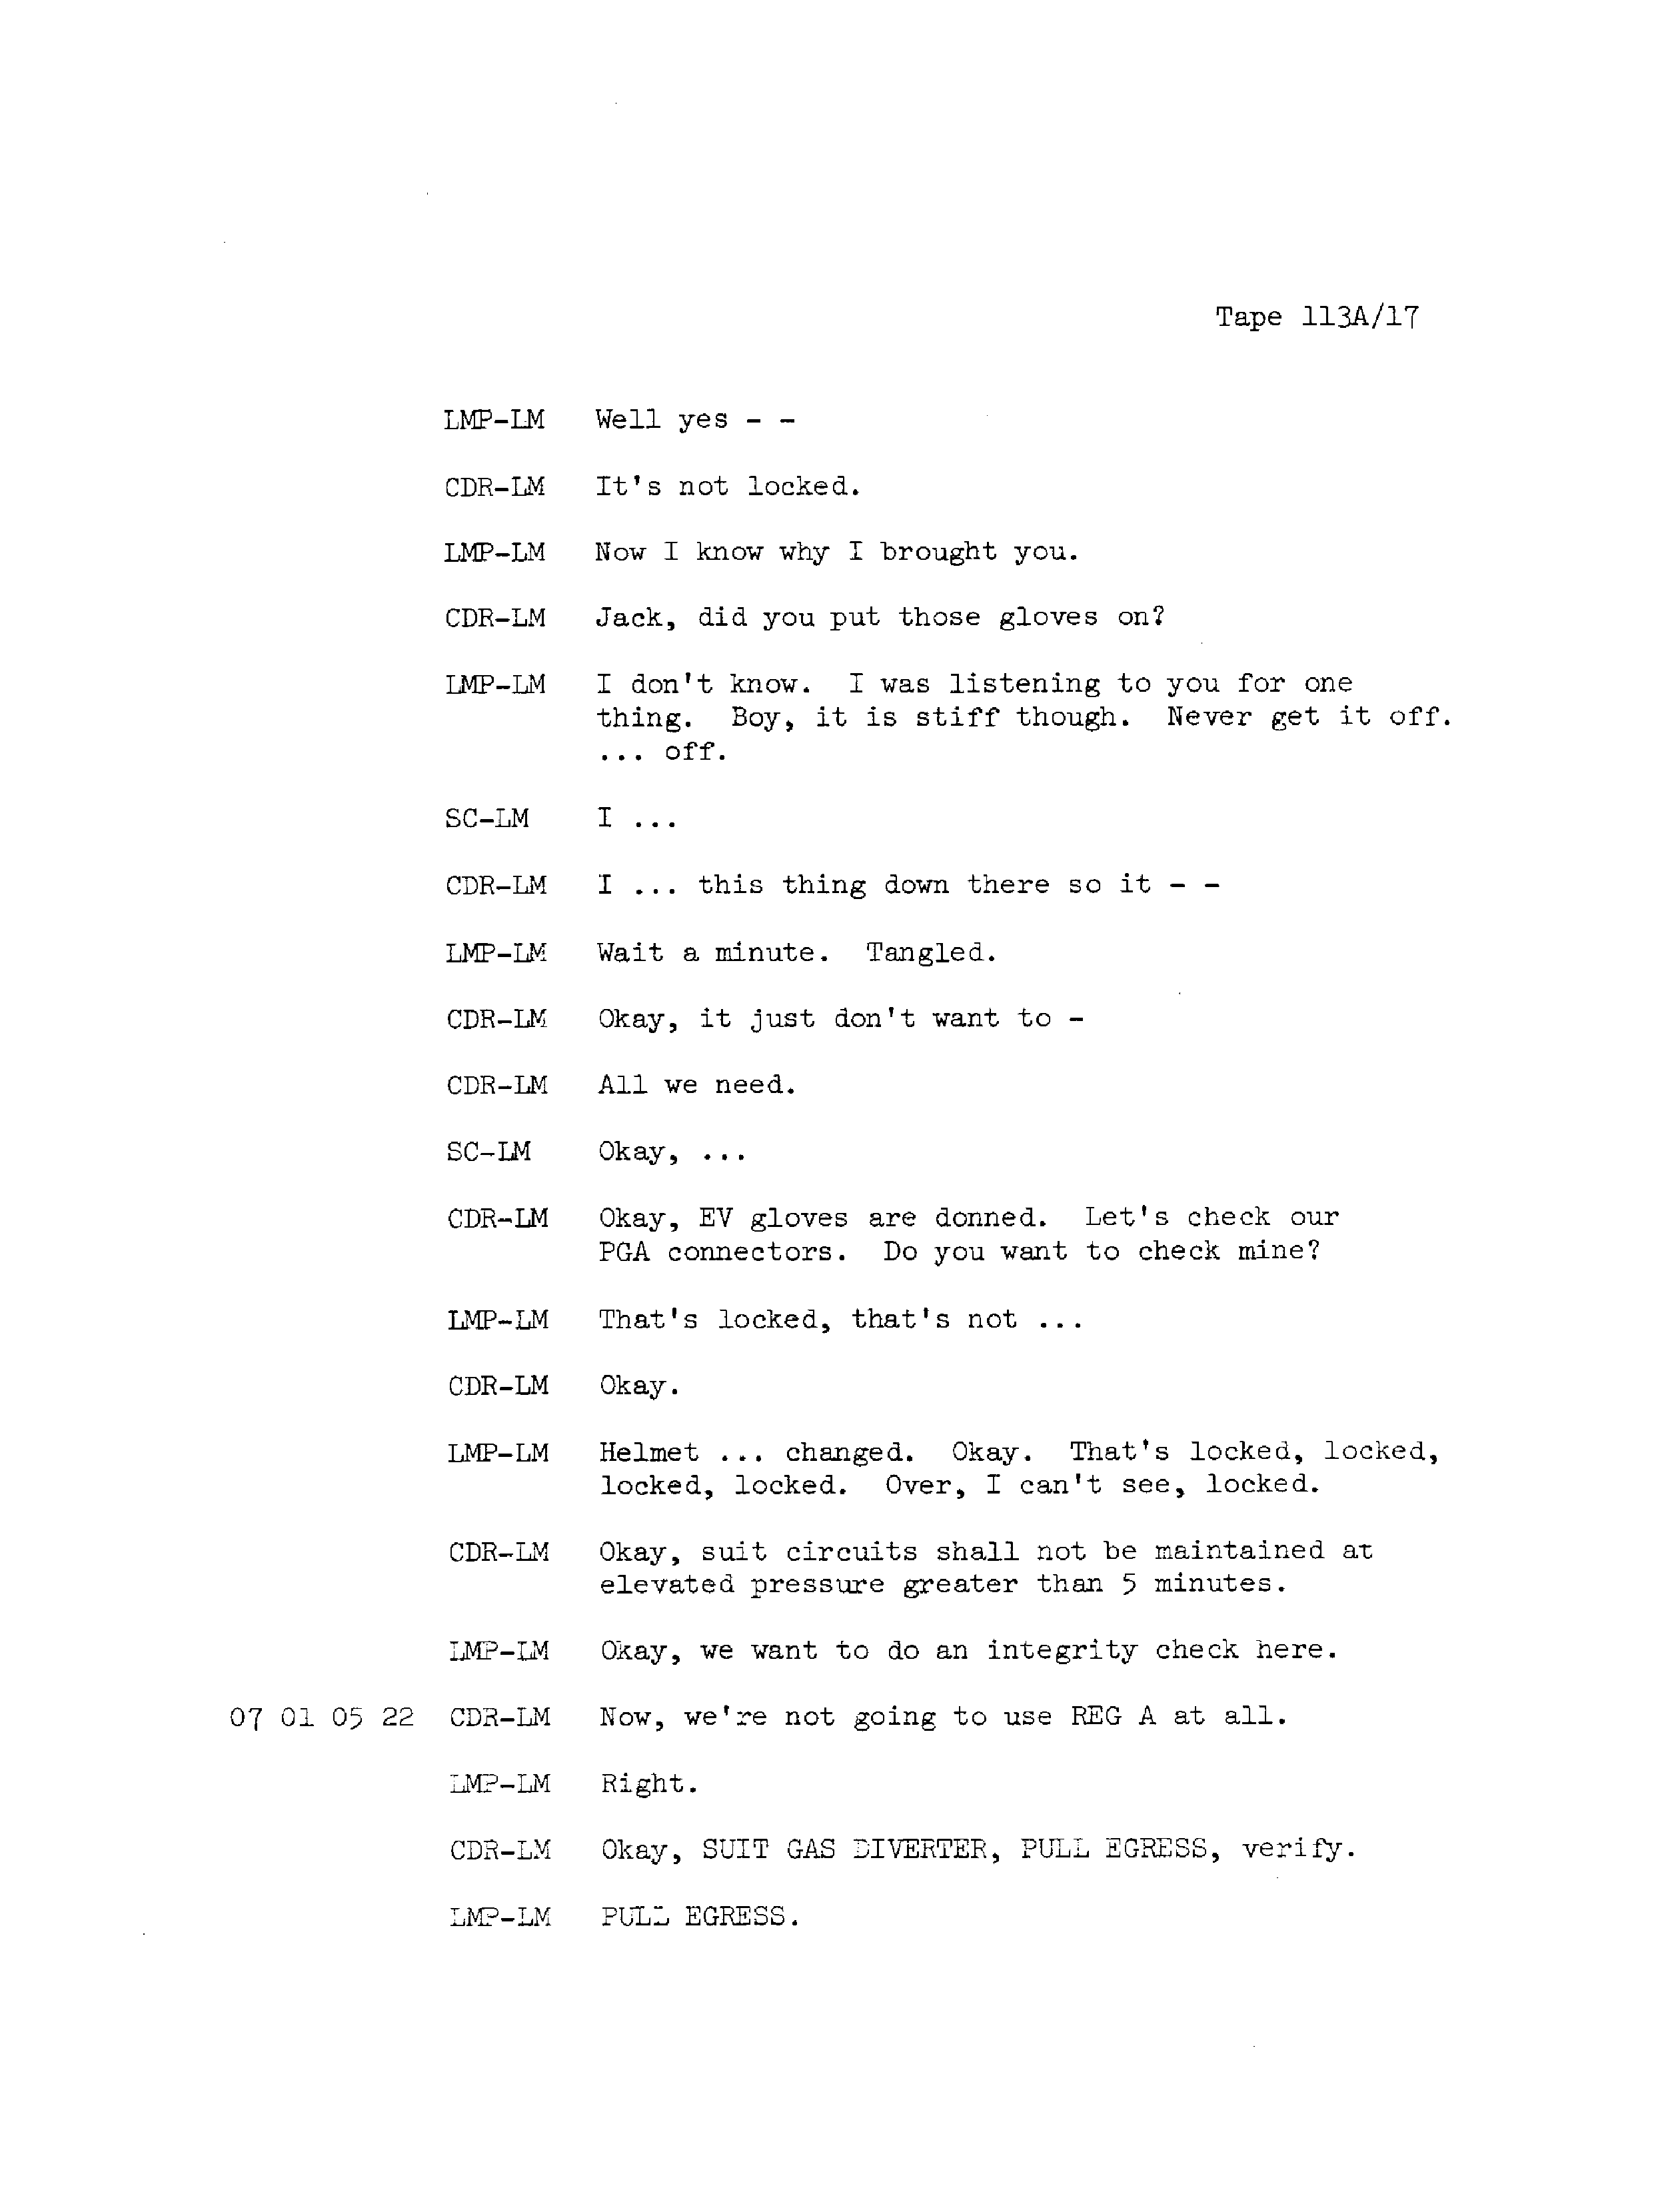 Tape 113A/17
LMP-LM Well yes - -
CDR-LM It's not locked.
LMP-LM Now I know why I brought you.
CDR-LM Jack, did you put those gloves on?
LMP-LM I don't know. I was listening to you for one
thing. Boy, it is stiff though. Never get it off.
... off.
SC-LM I ...
CDR-LM I ... this thing down there so it - -
LMP-LM Wait a minute. Tangled.
CDR-LM Okay, it just don't want to -
CDR-LM All we need.
SC-LM Okay, ...
CDR-LM Okay, EV gloves are donned. Let's check our
PGA connectors. Do you want to check mine?
LMP-LM That's locked, that's not ...
CDR-LM Okay.
LMP-LM Helmet ... changed. Okay. That's locked, locked,
locked, locked. Over, I can't see, locked.
CDR-LM Okay, suit circuits shall not be maintained at
elevated pressure greater than 5 minutes.
LMP-LM Okay, we want to do an integrity check here.
07 01 05 22 CDR-LM Now, we're not going to use REG A at all.
LMP-LM Right.
CDR-LM Okay, SUIT GAS DIVERTER, PULL EGRESS, verify.
LMP-LM PULL EGRESS.